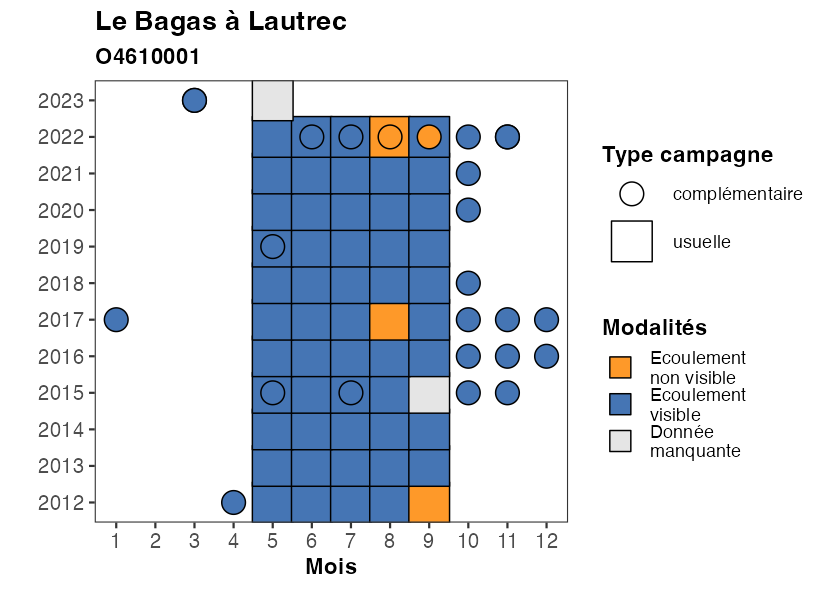 Le Bagas à Lautrec
O4610001
2023
2022
2021
2020
2019
2018
2017
2016
2015
2014
2013
2012
1 2 3 4 5 6 7 8 9 10 11 12
Mois
Type campagne
complémentaire
usuelle
Modalités
Ecoulement
non visible
Ecoulement
visible
Donnée
manquante